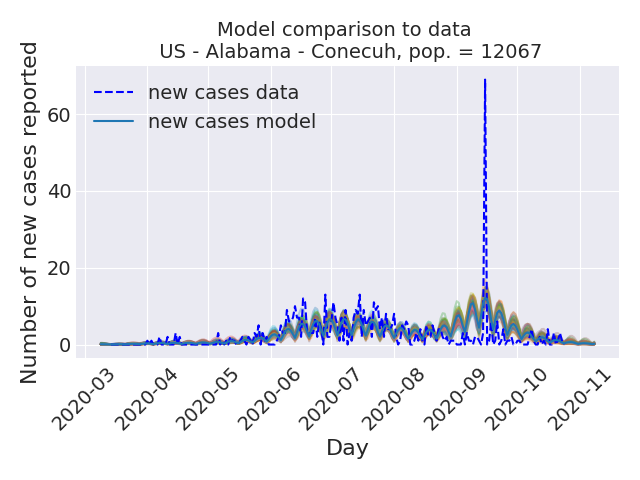 Model comparison to data
US - Alabama - Conecuh, pop. = 12067
Number of new cases reported
new cases data
new cases model
60
40
20
0
2020-03
2020-04
2020-05
2020-06
2020-07
2020-08
2020-09
2020-10
2020-11
Day